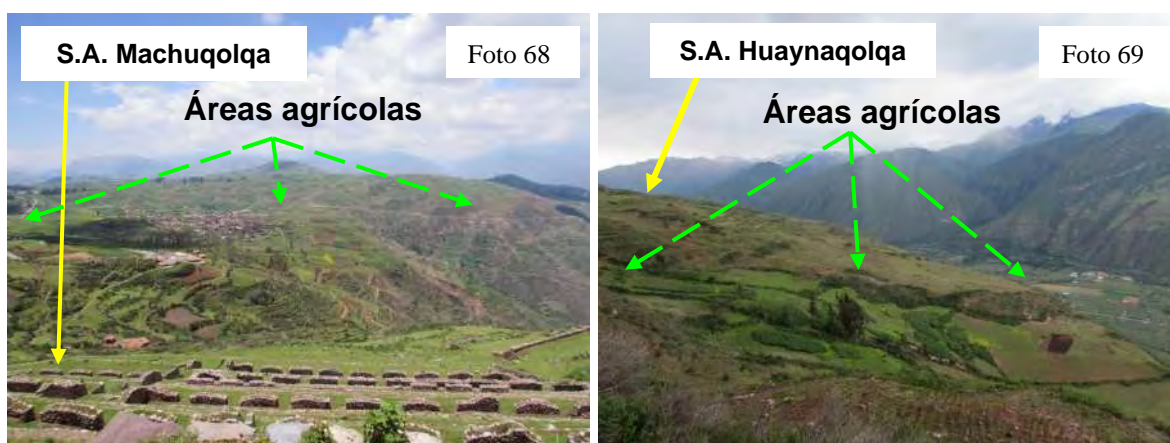 S.A. Machuqolqa
Foto 68
Áreas agrícolas
S.A. Huaynaqolqa
Foto 69
Áreas agrícolas